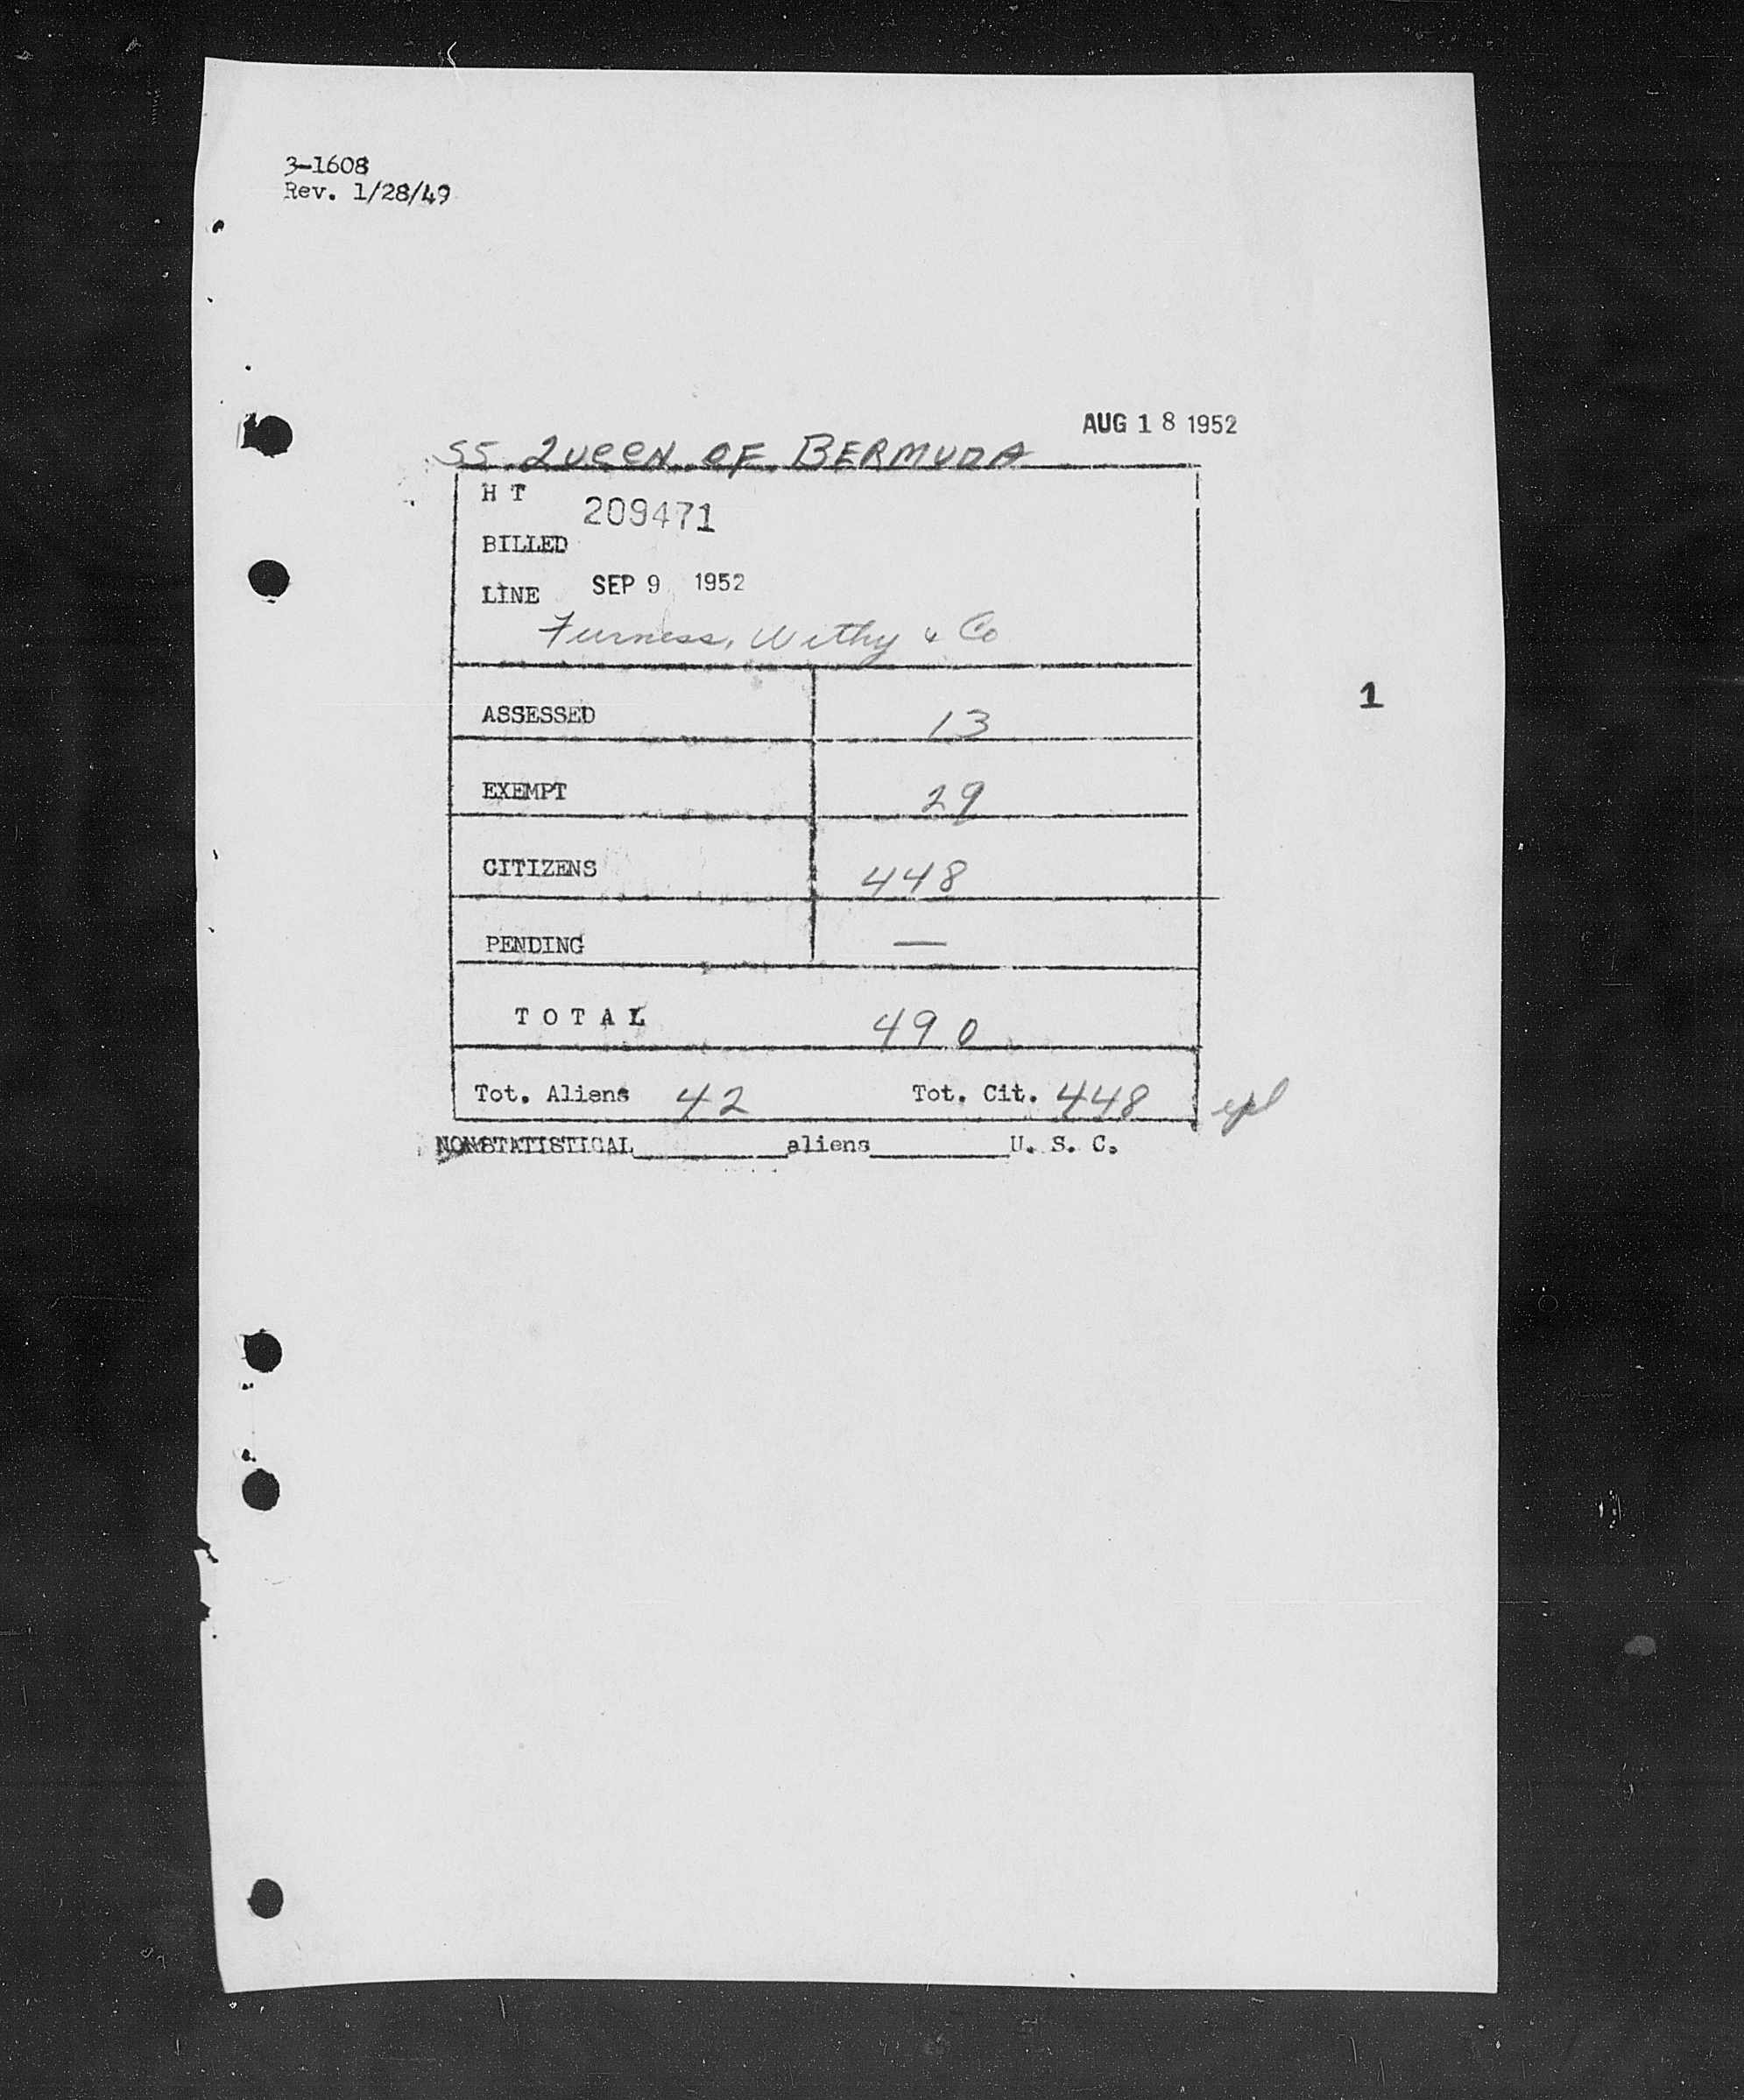 3-1608
Rev. 1/28/49
AUG 18 1952
SS. QUEEN OF BERMUDA
H T 209471
BILLED
LINE SEP 9 1952
Furness, Withy & Co
1
ASSESSED 13
EXEMPT 29
CITIZENS 448
PENDING —
TOTAL 490
Tot. Aliens 42 Tot. Cit. 448
NONSTATISTICAL__________aliens__________U. S. C.